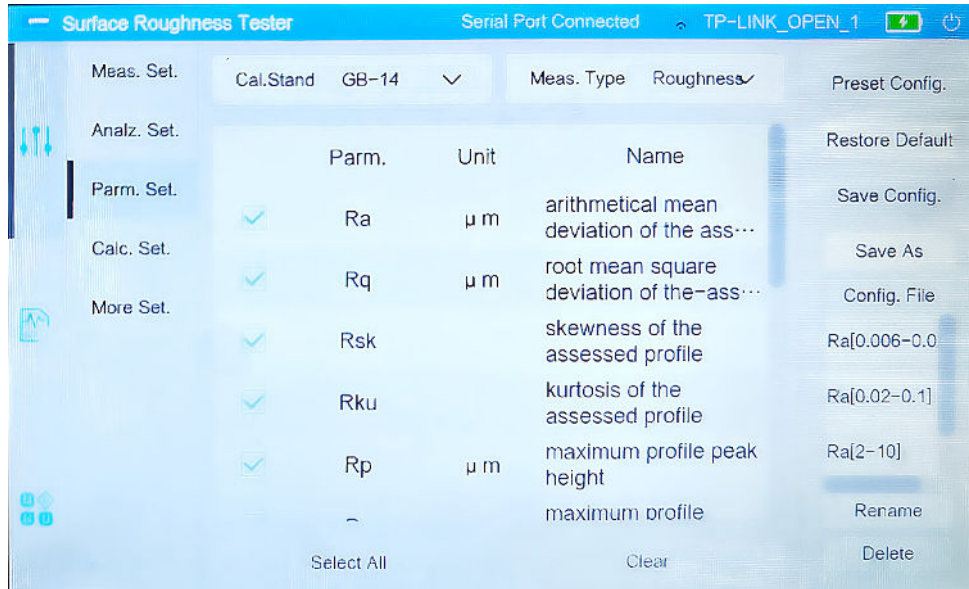 Surface Roughness Tester Serial Port Connected TP-LINK_OPEN_1
Meas. Set.
Analz. Set.
Parm. Set.
Calc. Set.
More Set.
Cal.Stand GB-14 Meas. Type Roughness
Parm. Unit Name
Ra μm arithmetical mean
deviation of the ass···
Rq μm root mean square
deviation of the-ass···
Rsk skewness of the
assessed profile
Rku kurtosis of the
assessed profile
Rp μm maximum profile peak
height
maximum profile
Select All Clear
Preset Config.
Restore Default
Save Config.
Save As
Config. File
Ra[0.006-0.0
Ra[0.02-0.1]
Ra[2-10]
Rename
Delete